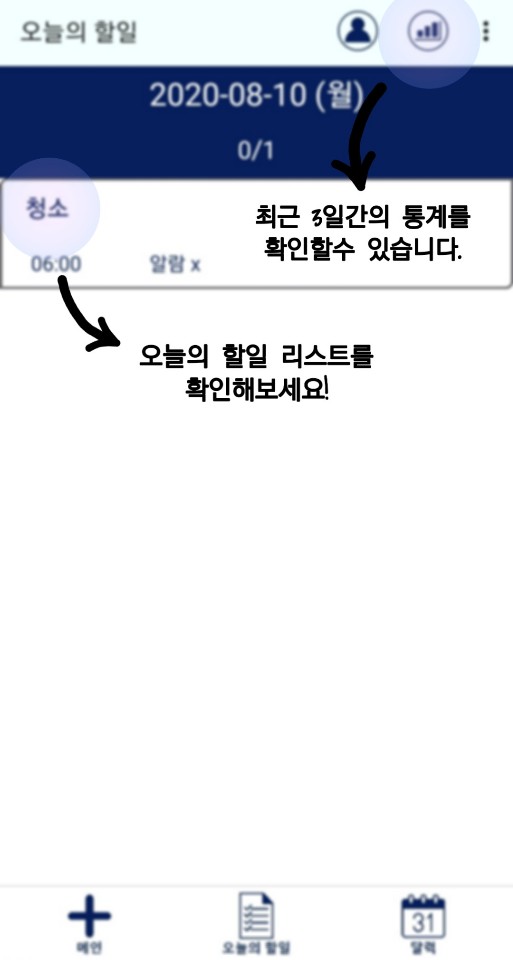 오늘의 할일
2020-08-10 (월)
0/1
청소
최근 3일간의 통계를
확인할수 있습니다.
06:00 알람 x
오늘의 할일 리스트를
확인해보세요!
메인 오늘의 할일 31 달력